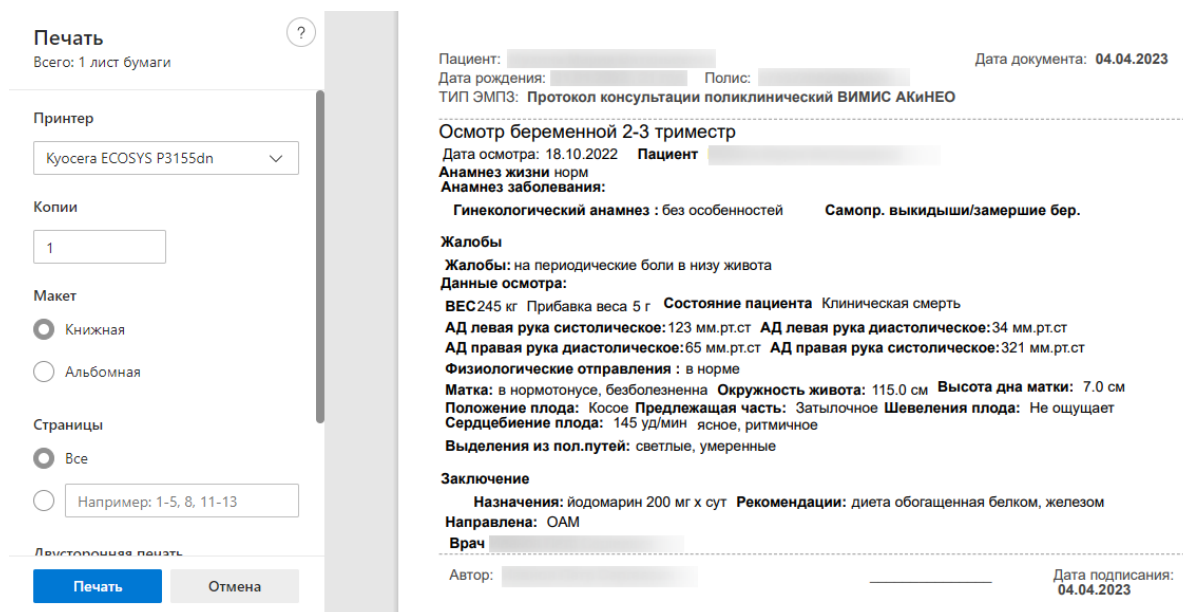 Печать
?
Всего: 1 лист бумаги
Принтер
Kyocera ECOSYS P3155dn
Копии
1
Макет
Книжная
Альбомная
Страницы
Все
Например: 1-5, 8, 11-13
Двусторонняя печать
Печать Отмена
Пациент: Дата документа: 04.04.2023
Дата рождения: Полис:
ТИП ЭМПЗ: Протокол консультации поликлинический ВИМИС АКиНЕО
Осмотр беременной 2-3 триместр
Дата осмотра: 18.10.2022 Пациент
Анамнез жизни норм
Анамнез заболевания:
Гинекологический анамнез : без особенностей Самопр. выкидыши/замершие бер.
Жалобы
Жалобы: на периодические боли в низу живота
Данные осмотра:
ВЕС245 кг Прибавка веса 5 г Состояние пациента Клиническая смерть
АД левая рука систолическое:123 мм.рт.ст АД левая рука диастолическое:34 мм.рт.ст
АД правая рука диастолическое:65 мм.рт.ст АД правая рука систолическое:321 мм.рт.ст
Физиологические отправления : в норме
Матка: в нормотонусе, безболезненна Окружность живота: 115.0 см Высота дна матки: 7.0 см
Положение плода: Косое Предлежащая часть: Затылочное Шевеления плода: Не ощущает
Сердцебиение плода: 145 уд/мин ясное, ритмичное
Выделения из пол.путей: светлые, умеренные
Заключение
Назначения: йодомарин 200 мг х сут Рекомендации: диета обогащенная белком, железом
Направлена: ОАМ
Врач
Автор: Дата подписания:
04.04.2023